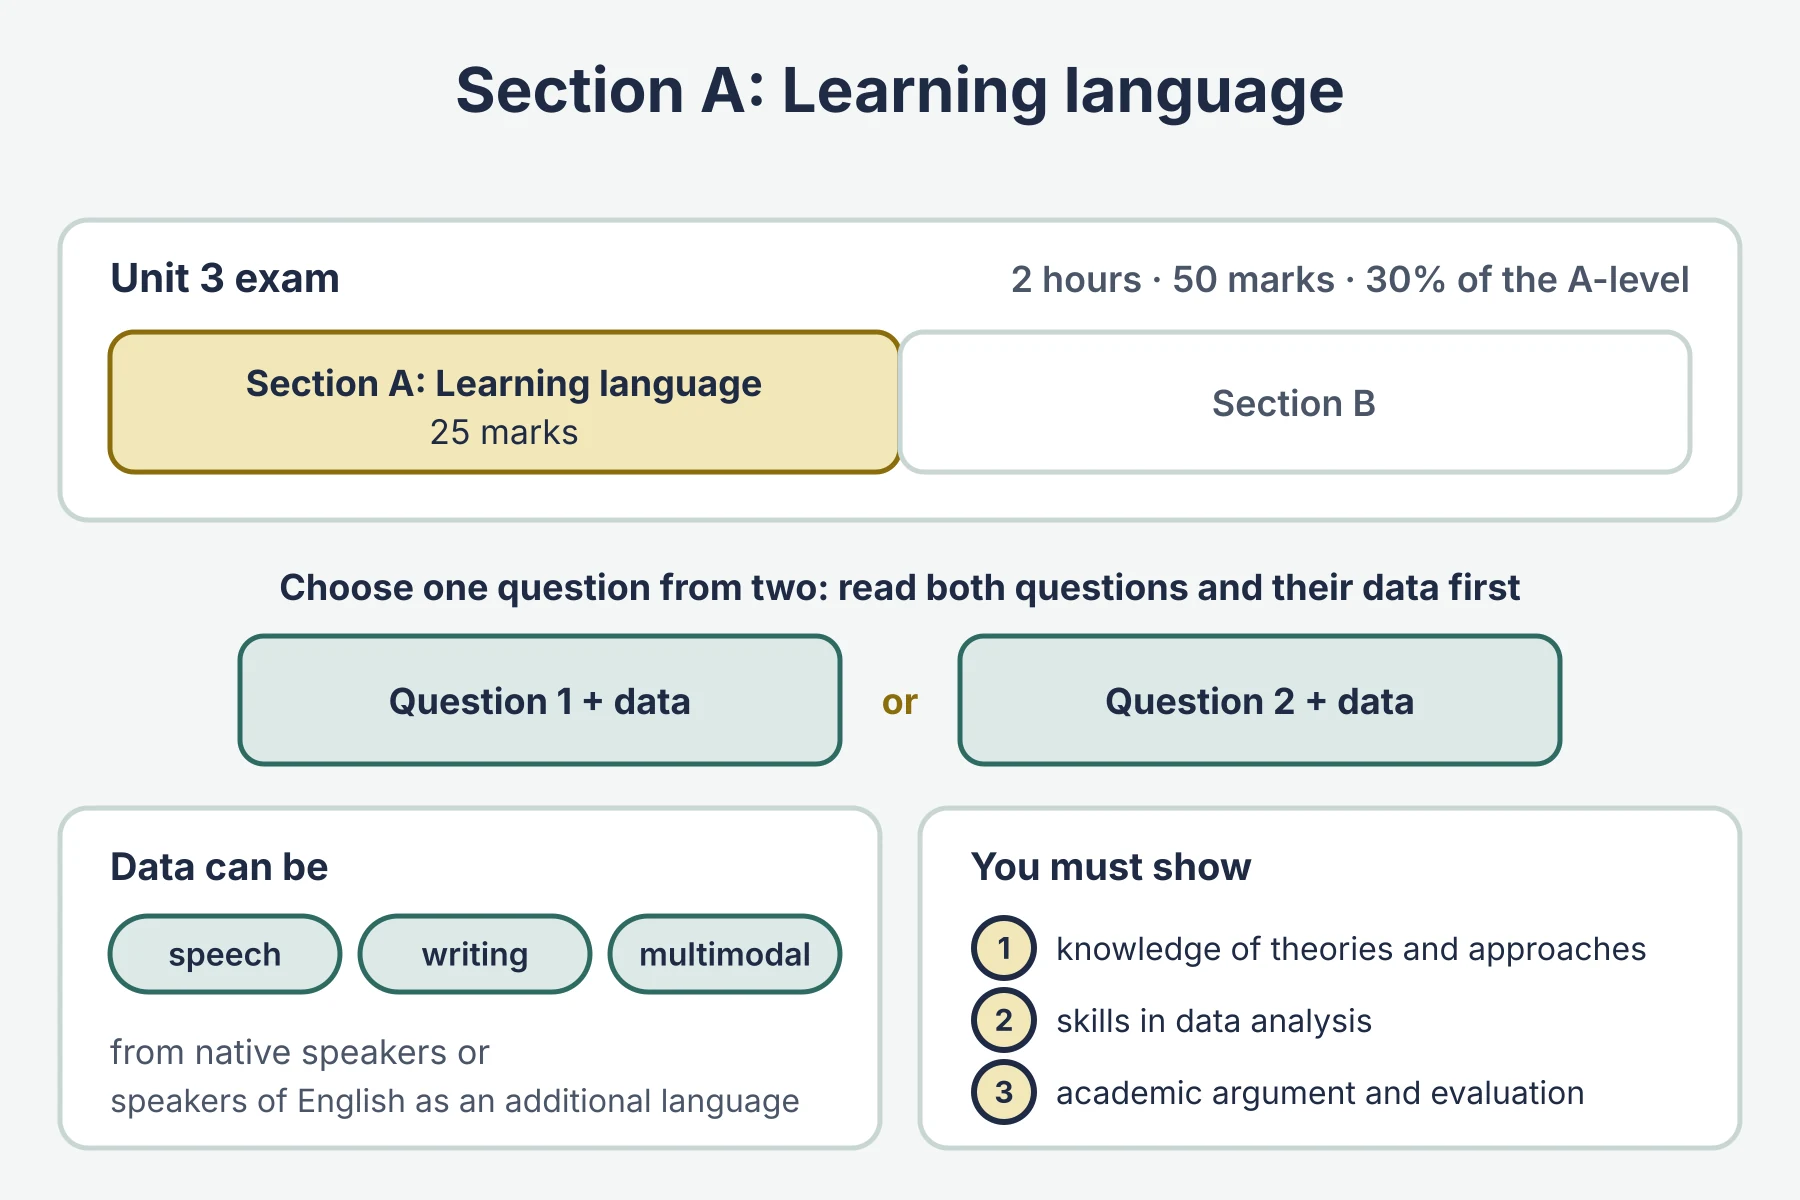 Section A: Learning language
Unit 3 exam
2 hours · 50 marks · 30% of the A-level
Section A: Learning language
25 marks
Section B
Choose one question from two: read both questions and their data first
Question 1 + data
or
Question 2 + data
Data can be
speech
writing
multimodal
from native speakers or
speakers of English as an additional language
You must show
1 knowledge of theories and approaches
2 skills in data analysis
3 academic argument and evaluation